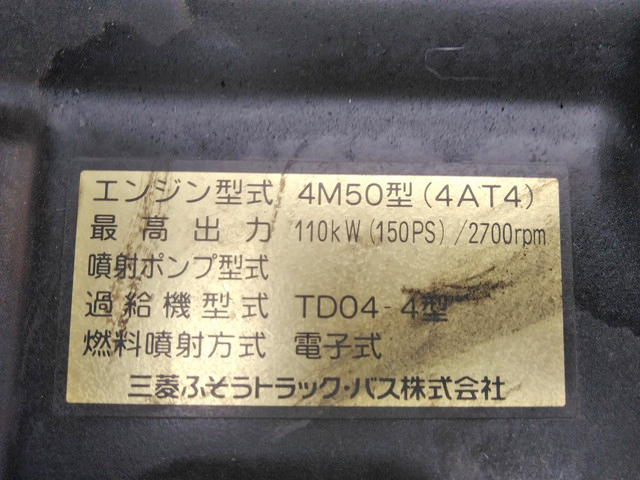 エンジン型式 4M50型(4AT4)
最高出力 110kW(150PS)/2700rpm
噴射ポンプ型式
過給機型式 TD04-4型
燃料噴射方式 電子式
三菱ふそうトラック・バス株式会社